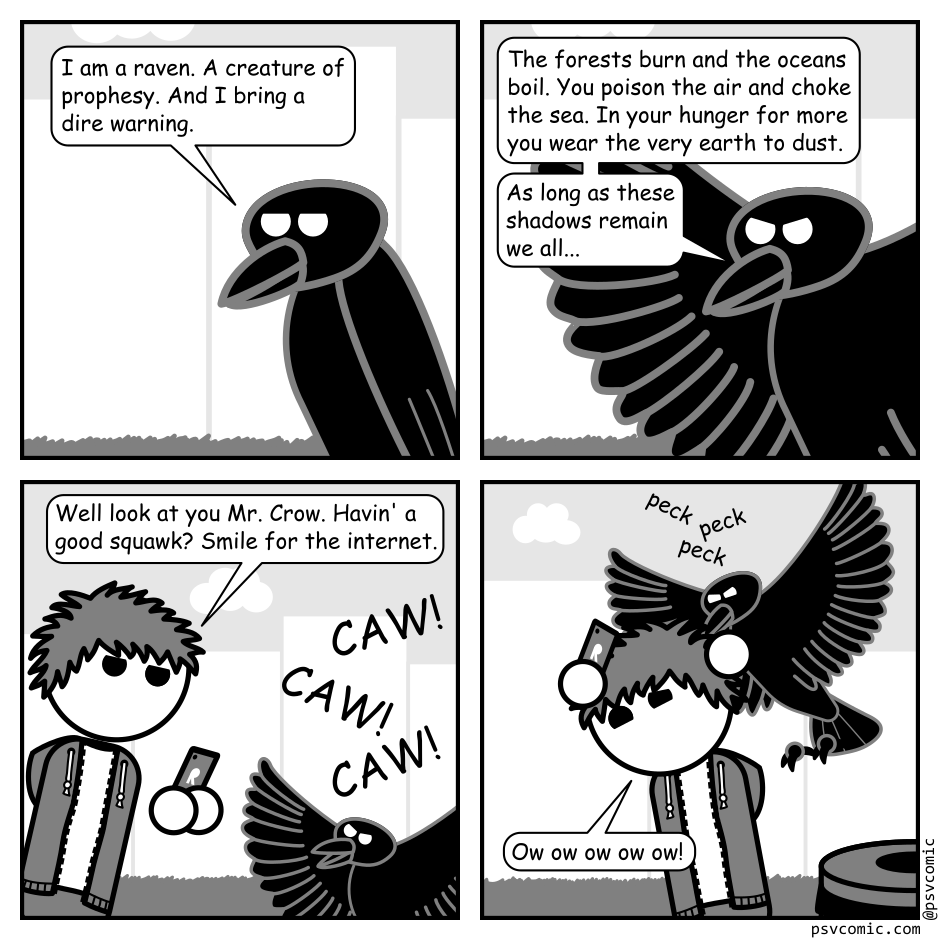 I am a raven. A creature of
prophesy. And I bring a
dire warning.
The forests burn and the oceans
boil. You poison the air and choke
the sea. In your hunger for more
you wear the very earth to dust.
As long as these
shadows remain
we all...
Well look at you Mr. Crow. Havin' a
good squawk? Smile for the internet.
CAW!
CAW!
CAW!
peck peck
peck
Ow ow ow ow ow!
@psvcomic
psvcomic.com